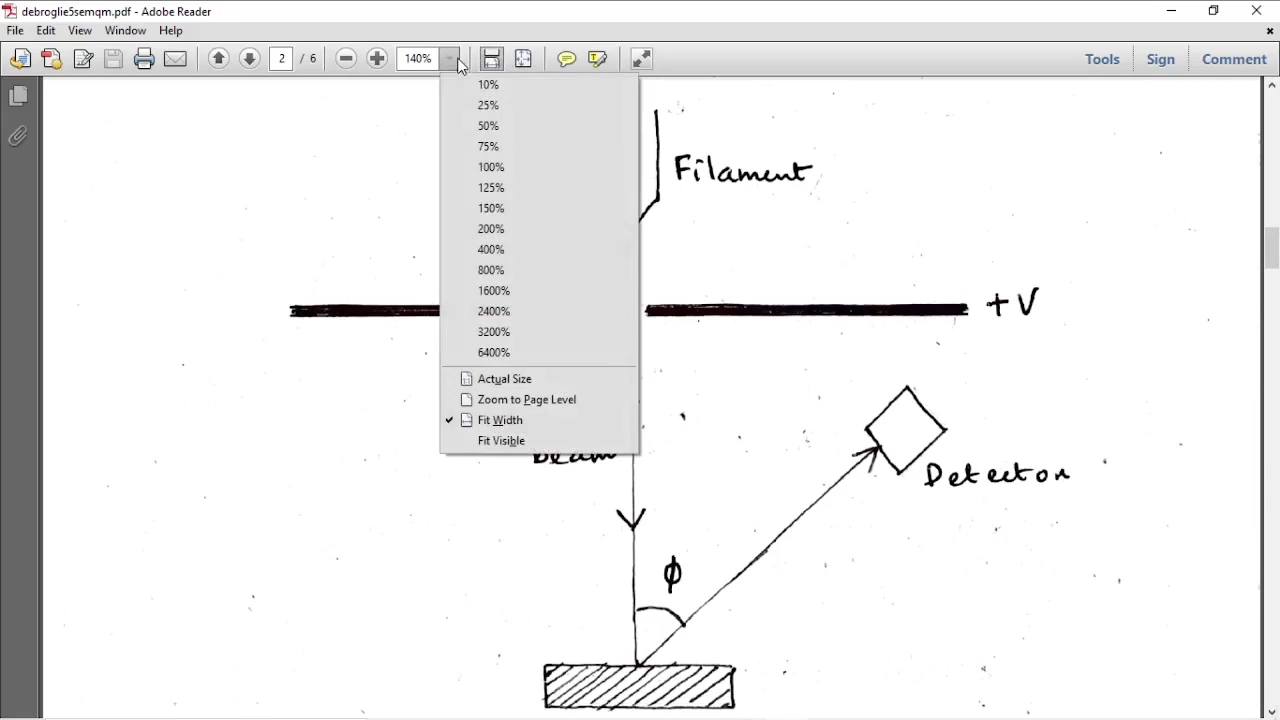 debroglie5semqm.pdf - Adobe Reader
File Edit View Window Help
2 / 6 140% Tools Sign Comment
10%
25%
50%
75%
100%
125%
150%
200%
400%
800%
1600%
2400%
3200%
6400%
Actual Size
Zoom to Page Level
Fit Width
Fit Visible
Filament
+V
Beam
Detector
ϕ